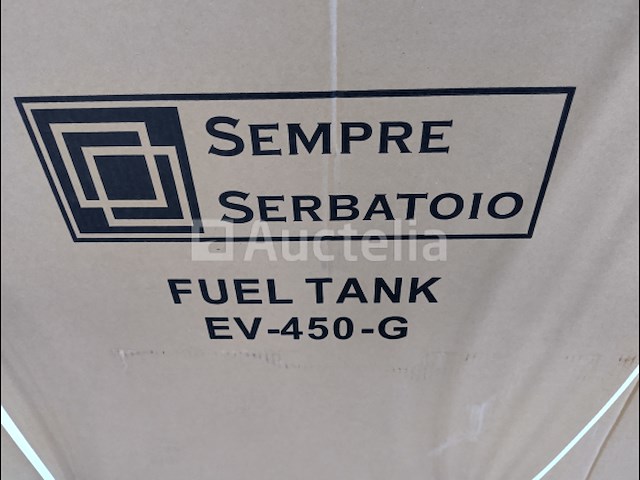 SEMPRE
SERBATOIO
Auctelia
FUEL TANK
EV-450-G